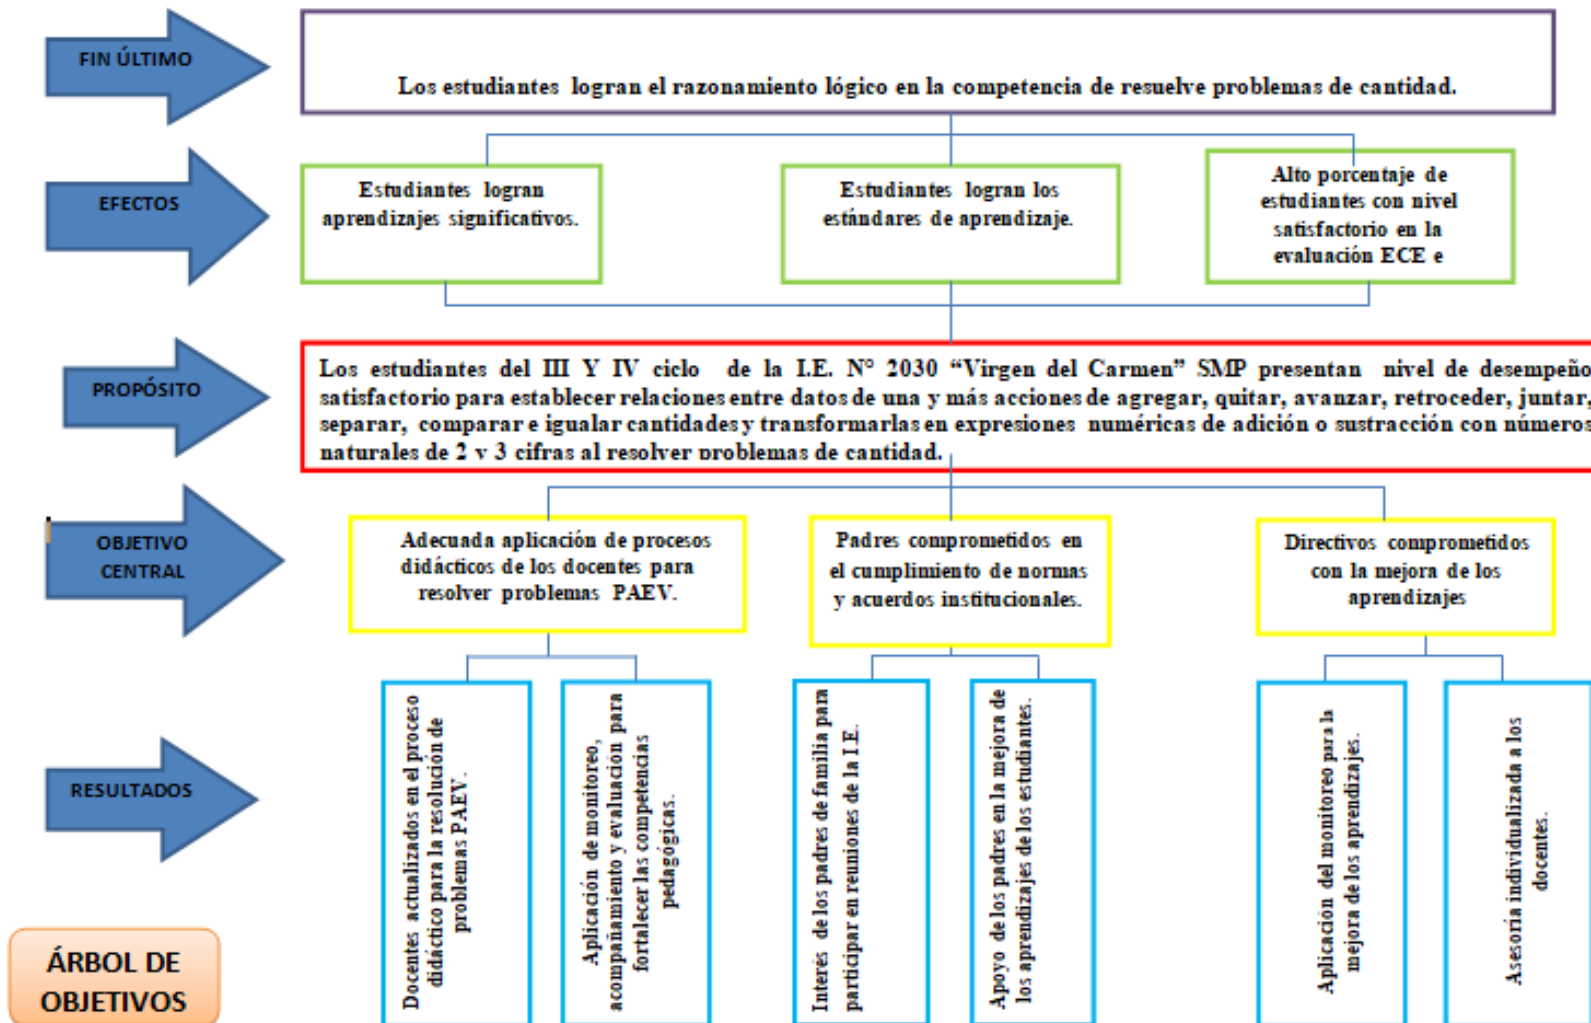 FIN ÚLTIMO
Los estudiantes logran el razonamiento lógico en la competencia de resuelve problemas de cantidad.
EFECTOS
Estudiantes logran
aprendizajes significativos.
Estudiantes logran los
estándares de aprendizaje.
Alto porcentaje de
estudiantes con nivel
satisfactorio en la
evaluación ECE e
PROPÓSITO
Los estudiantes del III Y IV ciclo de la I.E. N° 2030 “Virgen del Carmen” SMP presentan nivel de desempeño
satisfactorio para establecer relaciones entre datos de una y más acciones de agregar, quitar, avanzar, retroceder, juntar,
separar, comparar e igualar cantidades y transformarlas en expresiones numéricas de adición o sustracción con números
naturales de 2 y 3 cifras al resolver problemas de cantidad.
OBJETIVO
CENTRAL
Adecuada aplicación de procesos
didácticos de los docentes para
resolver problemas PAEV.
Padres comprometidos en
el cumplimiento de normas
y acuerdos institucionales.
Directivos comprometidos
con la mejora de los
aprendizajes
RESULTADOS
Docentes actualizados en el proceso
didáctico para la resolución de
problemas PAEV.
Aplicación de monitoreo,
acompañamiento y evaluación para
fortalecer las competencias
pedagógicas.
Interés de los padres de familia para
participar en reuniones de la I.E.
Apoyo de los padres en la mejora de
los aprendizajes de los estudiantes.
Aplicación del monitoreo para la
mejora de los aprendizajes.
Asesoría individualizada a los
docentes.
ÁRBOL DE
OBJETIVOS